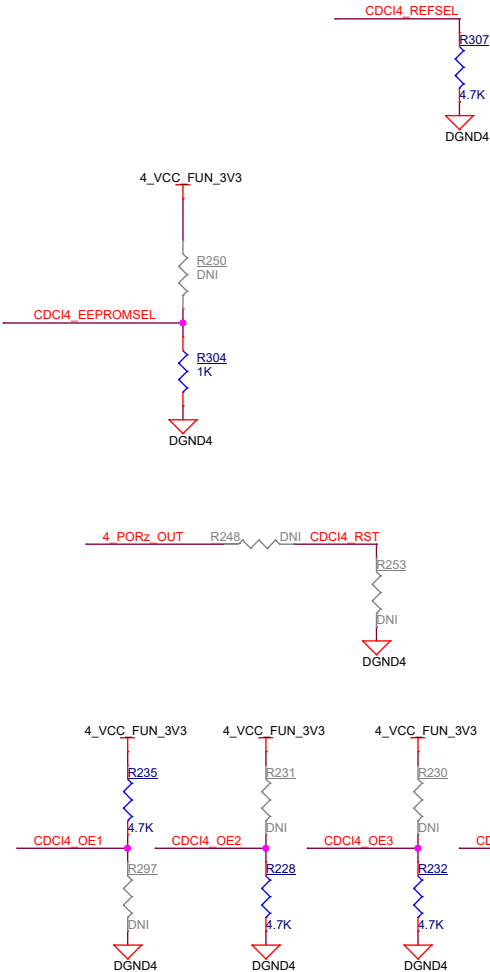 CDCI4_REFSEL
R307
4.7K
DGND4
4_VCC_FUN_3V3
R250
DNI
CDCI4_EEPROMSEL
R304
1K
DGND4
4_PORz_OUT R248 DNI CDCI4_RST
R253
DNI
DGND4
4_VCC_FUN_3V3 4_VCC_FUN_3V3 4_VCC_FUN_3V3
R235 R231 R230
4.7K DNI DNI
CDCI4_OE1 CDCI4_OE2 CDCI4_OE3 CD
R297 R228 R232
DNI 4.7K 4.7K
DGND4 DGND4 DGND4